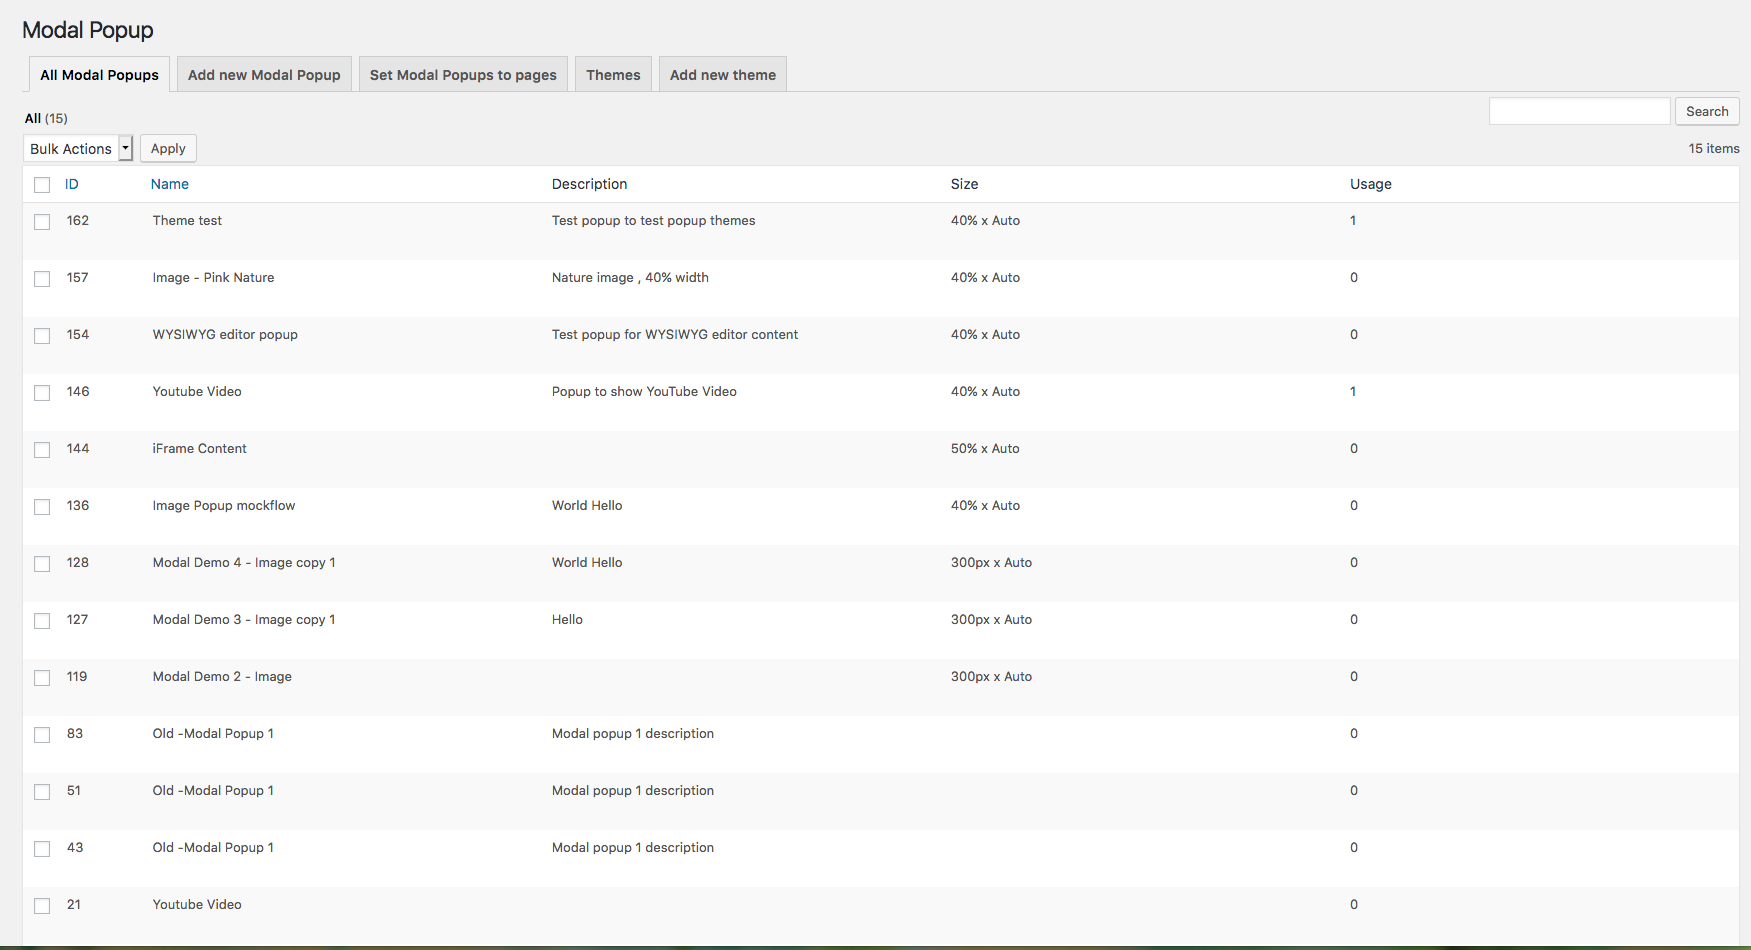 Modal Popup
All Modal Popups Add new Modal Popup Set Modal Popups to pages Themes Add new theme
All (15) Search
Bulk Actions Apply 15 items
ID Name Description Size Usage
162 Theme test Test popup to test popup themes 40% x Auto 1
157 Image - Pink Nature Nature image , 40% width 40% x Auto 0
154 WYSIWYG editor popup Test popup for WYSIWYG editor content 40% x Auto 0
146 Youtube Video Popup to show YouTube Video 40% x Auto 1
144 iFrame Content 50% x Auto 0
136 Image Popup mockflow World Hello 40% x Auto 0
128 Modal Demo 4 - Image copy 1 World Hello 300px x Auto 0
127 Modal Demo 3 - Image copy 1 Hello 300px x Auto 0
119 Modal Demo 2 - Image 300px x Auto 0
83 Old -Modal Popup 1 Modal popup 1 description 0
51 Old -Modal Popup 1 Modal popup 1 description 0
43 Old -Modal Popup 1 Modal popup 1 description 0
21 Youtube Video 0